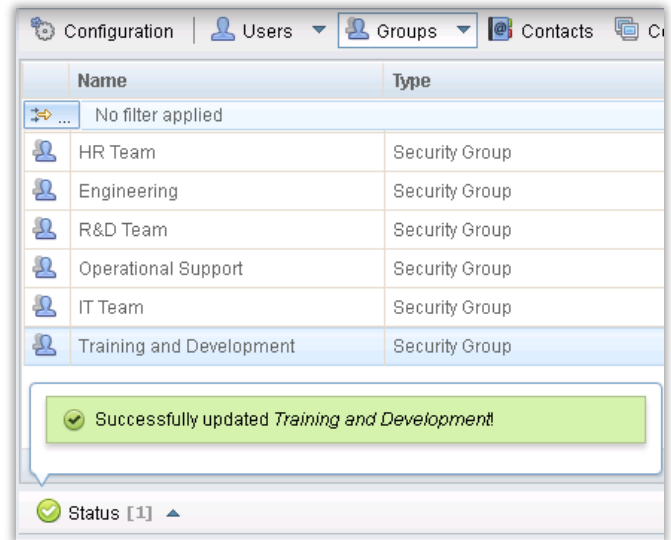 Configuration Users Groups Contacts
Name Type
... No filter applied
HR Team Security Group
Engineering Security Group
R&D Team Security Group
Operational Support Security Group
IT Team Security Group
Training and Development Security Group
Successfully updated Training and Development!
Status [1]